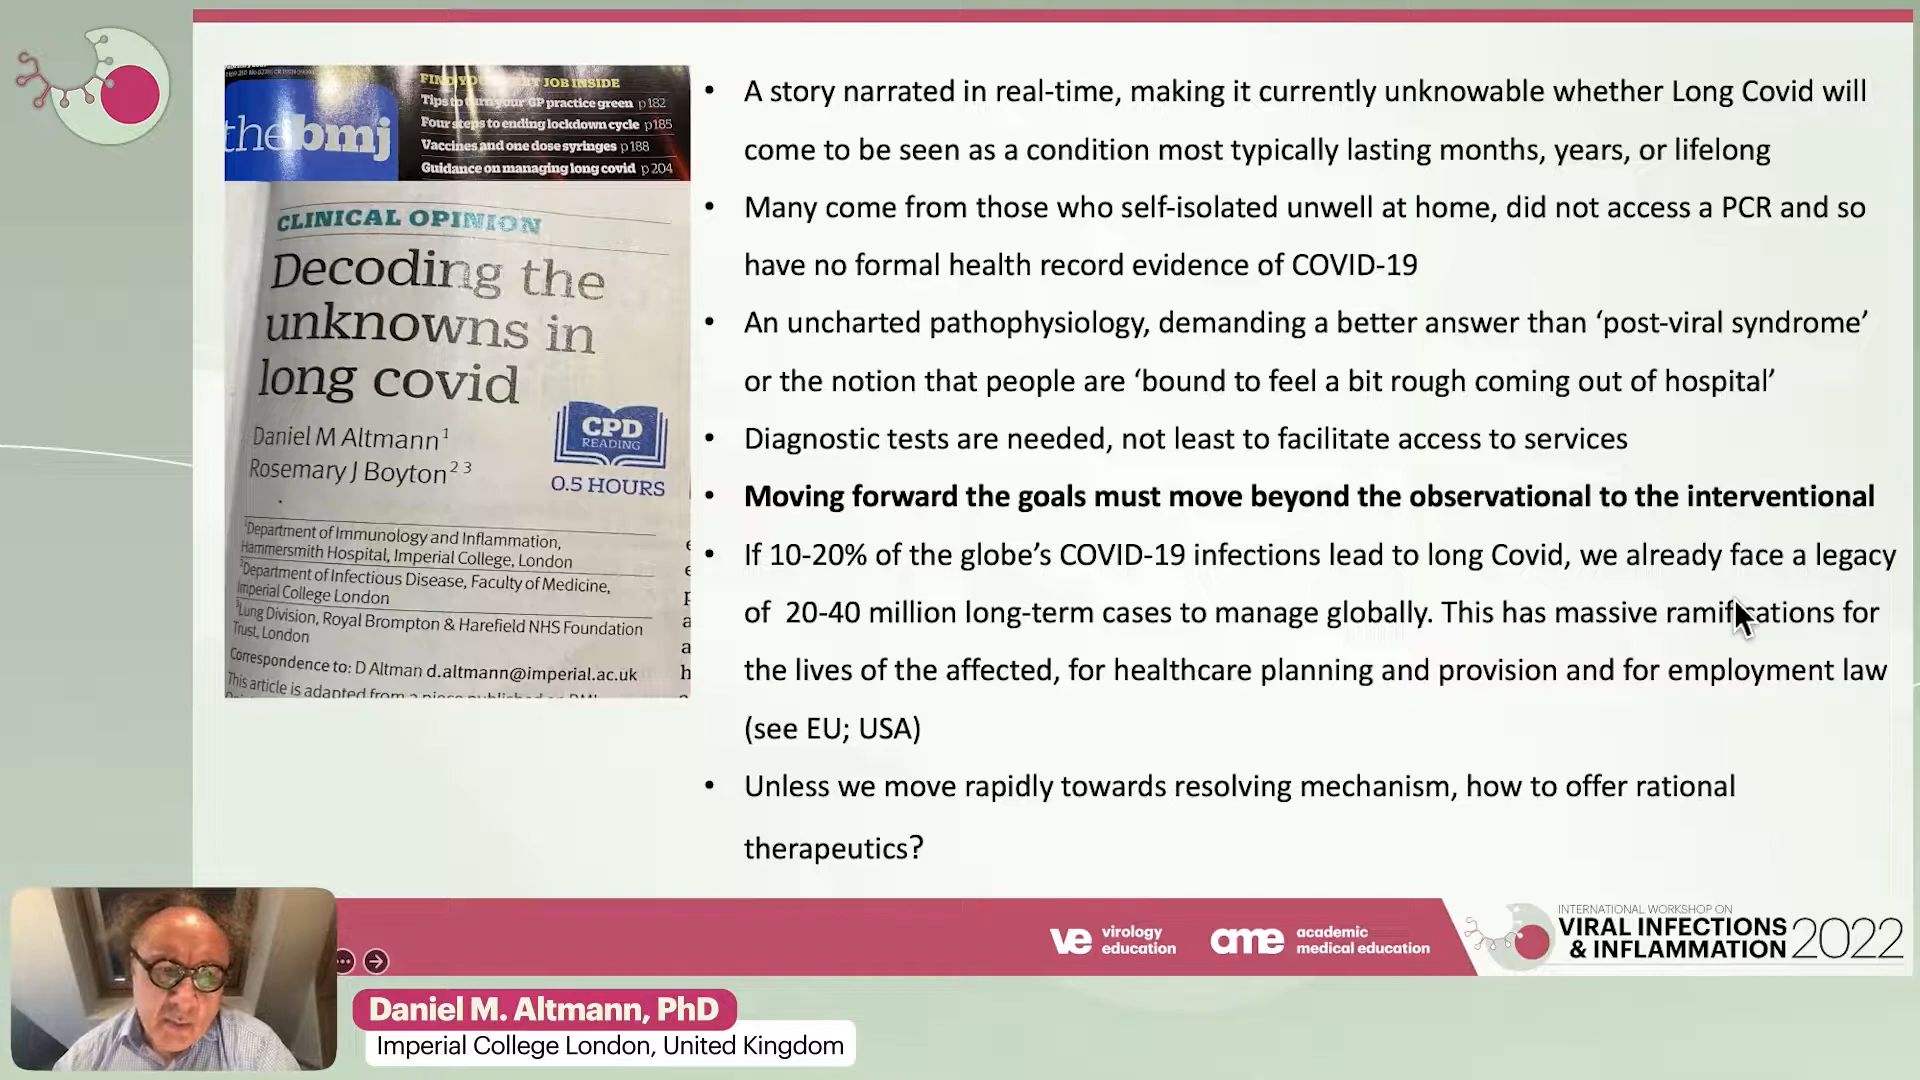 FIND YOUR NEXT JOB INSIDE
Tips to turn your GP practice green p182
Four steps to ending lockdown cycle p185
Vaccines and one dose syringes p188
Guidance on managing long covid p204
thebmj
CLINICAL OPINION
Decoding the
unknowns in
long covid
Daniel M Altmann1
Rosemary J Boyton2 3
CPD
READING
0.5 HOURS
1Department of Immunology and Inflammation,
Hammersmith Hospital, Imperial College, London
2Department of Infectious Disease, Faculty of Medicine,
Imperial College London
3Lung Division, Royal Brompton & Harefield NHS Foundation
Trust, London
Correspondence to: D Altman d.altmann@imperial.ac.uk
This article is adapted from a piece published on BMJ
• A story narrated in real-time, making it currently unknowable whether Long Covid will
come to be seen as a condition most typically lasting months, years, or lifelong
• Many come from those who self-isolated unwell at home, did not access a PCR and so
have no formal health record evidence of COVID-19
• An uncharted pathophysiology, demanding a better answer than ‘post-viral syndrome’
or the notion that people are ‘bound to feel a bit rough coming out of hospital’
• Diagnostic tests are needed, not least to facilitate access to services
• Moving forward the goals must move beyond the observational to the interventional
• If 10-20% of the globe’s COVID-19 infections lead to long Covid, we already face a legacy
of 20-40 million long-term cases to manage globally. This has massive ramifications for
the lives of the affected, for healthcare planning and provision and for employment law
(see EU; USA)
• Unless we move rapidly towards resolving mechanism, how to offer rational
therapeutics?
ve virology
education
ame academic
medical education
INTERNATIONAL WORKSHOP ON
VIRAL INFECTIONS
& INFLAMMATION 2022
Daniel M. Altmann, PhD
Imperial College London, United Kingdom